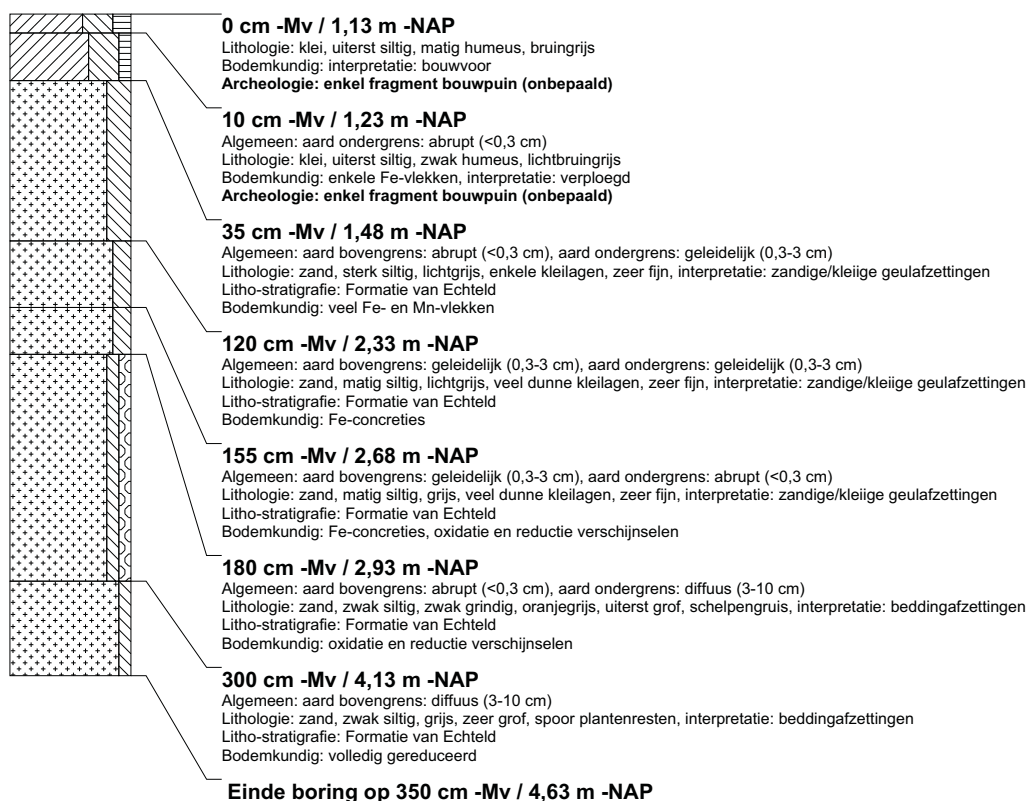 0 cm -Mv / 1,13 m -NAP
Lithologie: klei, uiterst siltig, matig humeus, bruingrijs
Bodemkundig: interpretatie: bouwvoor
Archeologie: enkel fragment bouwpuin (onbepaald)
10 cm -Mv / 1,23 m -NAP
Algemeen: aard ondergrens: abrupt (<0,3 cm)
Lithologie: klei, uiterst siltig, zwak humeus, lichtbruingrijs
Bodemkundig: enkele Fe-vlekken, interpretatie: verploegd
Archeologie: enkel fragment bouwpuin (onbepaald)
35 cm -Mv / 1,48 m -NAP
Algemeen: aard bovengrens: abrupt (<0,3 cm), aard ondergrens: geleidelijk (0,3-3 cm)
Lithologie: zand, sterk siltig, lichtgrijs, enkele kleilagen, zeer fijn, interpretatie: zandige/kleiige geulafzettingen
Litho-stratigrafie: Formatie van Echteld
Bodemkundig: veel Fe- en Mn-vlekken
120 cm -Mv / 2,33 m -NAP
Algemeen: aard bovengrens: geleidelijk (0,3-3 cm), aard ondergrens: geleidelijk (0,3-3 cm)
Lithologie: zand, matig siltig, lichtgrijs, veel dunne kleilagen, zeer fijn, interpretatie: zandige/kleiige geulafzettingen
Litho-stratigrafie: Formatie van Echteld
Bodemkundig: Fe-concreties
155 cm -Mv / 2,68 m -NAP
Algemeen: aard bovengrens: geleidelijk (0,3-3 cm), aard ondergrens: abrupt (<0,3 cm)
Lithologie: zand, matig siltig, grijs, veel dunne kleilagen, zeer fijn, interpretatie: zandige/kleiige geulafzettingen
Litho-stratigrafie: Formatie van Echteld
Bodemkundig: Fe-concreties, oxidatie en reductie verschijnselen
180 cm -Mv / 2,93 m -NAP
Algemeen: aard bovengrens: abrupt (<0,3 cm), aard ondergrens: diffuus (3-10 cm)
Lithologie: zand, zwak siltig, zwak grindig, oranjegrijs, uiterst grof, schelpengruis, interpretatie: beddingafzettingen
Litho-stratigrafie: Formatie van Echteld
Bodemkundig: oxidatie en reductie verschijnselen
300 cm -Mv / 4,13 m -NAP
Algemeen: aard bovengrens: diffuus (3-10 cm)
Lithologie: zand, zwak siltig, grijs, zeer grof, spoor plantenresten, interpretatie: beddingafzettingen
Litho-stratigrafie: Formatie van Echteld
Bodemkundig: volledig gereduceerd
Einde boring op 350 cm -Mv / 4,63 m -NAP